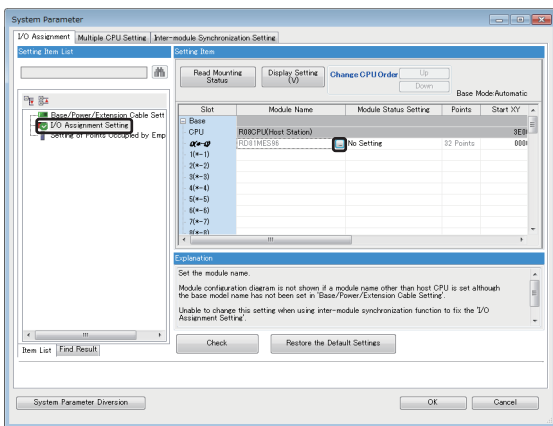 System Parameter
I/O Assignment Multiple CPU Setting Inter-module Synchronization Setting
Setting Item List
Setting Item
Read Mounting Status
Display Setting (V)
Change CPU Order
Up
Down
Base Mode:Automatic
Base/Power/Extension Cable Sett
I/O Assignment Setting
Setting of Points Occupied by Emp
Slot Module Name Module Status Setting Points Start XY
Base
CPU R08CPU(Host Station) 3E0
0(*-0) RD81MES96 ... No Setting 32 Points 000
1(*-1)
2(*-2)
3(*-3)
4(*-4)
5(*-5)
6(*-6)
7(*-7)
8(*-8)
Explanation
Set the module name.
Module configuration diagram is not shown if a module name other than host CPU is set although
the base model name has not been set in 'Base/Power/Extension Cable Setting'.
Unable to change this setting when using inter-module synchronization function to fix the 'I/O
Assignment Setting'.
Item List Find Result
Check
Restore the Default Settings
System Parameter Diversion
OK
Cancel